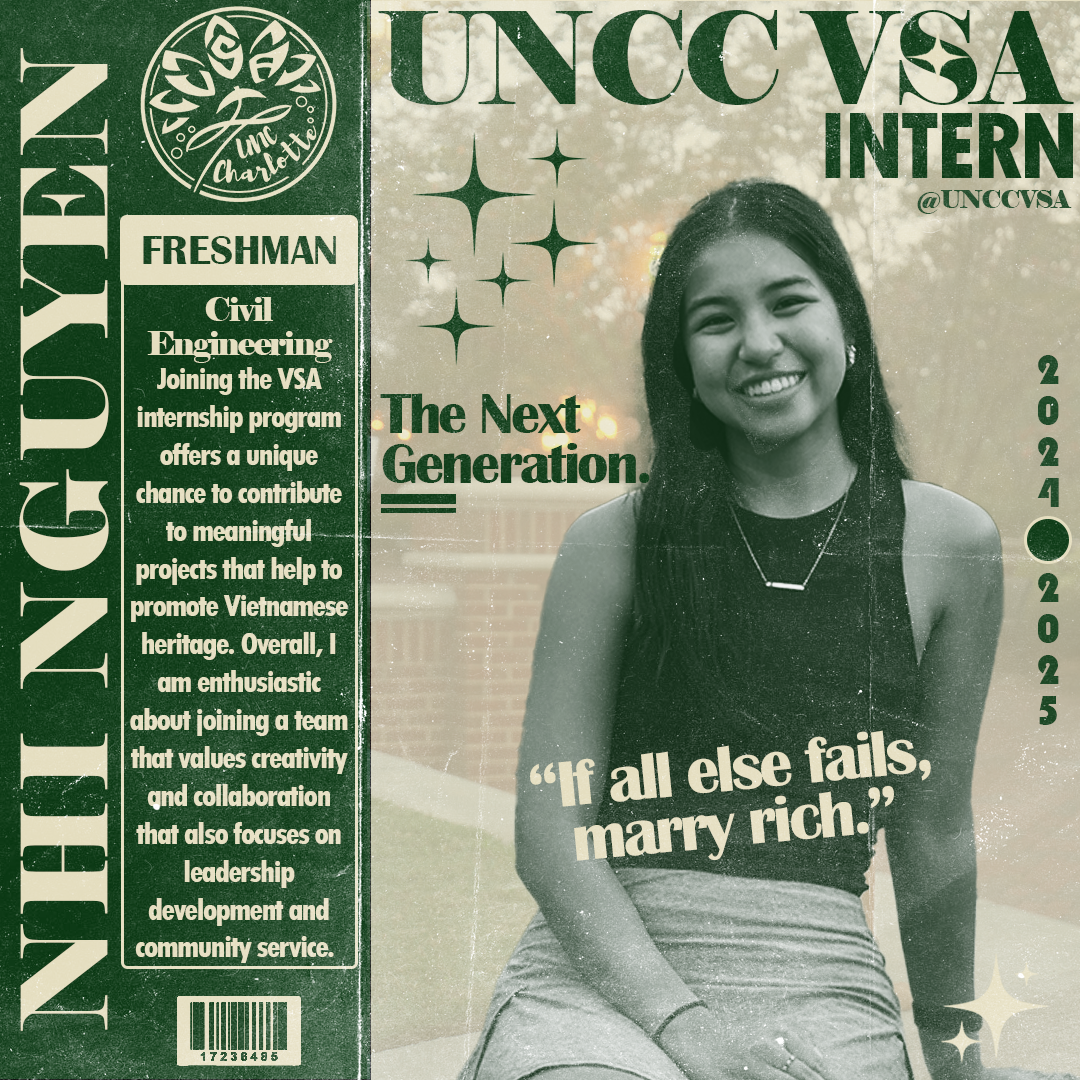 NHI NGUYEN
VSA
UNC
Charlotte
FRESHMAN
Civil
Engineering
Joining the VSA
internship program
offers a unique
chance to contribute
to meaningful
projects that help to
promote Vietnamese
heritage. Overall, I
am enthusiastic
about joining a team
that values creativity
and collaboration
that also focuses on
leadership
development and
community service.
17236485
UNCC VSA
INTERN
@UNCCVSA
The Next
Generation.
2024
2025
“If all else fails,
marry rich.”